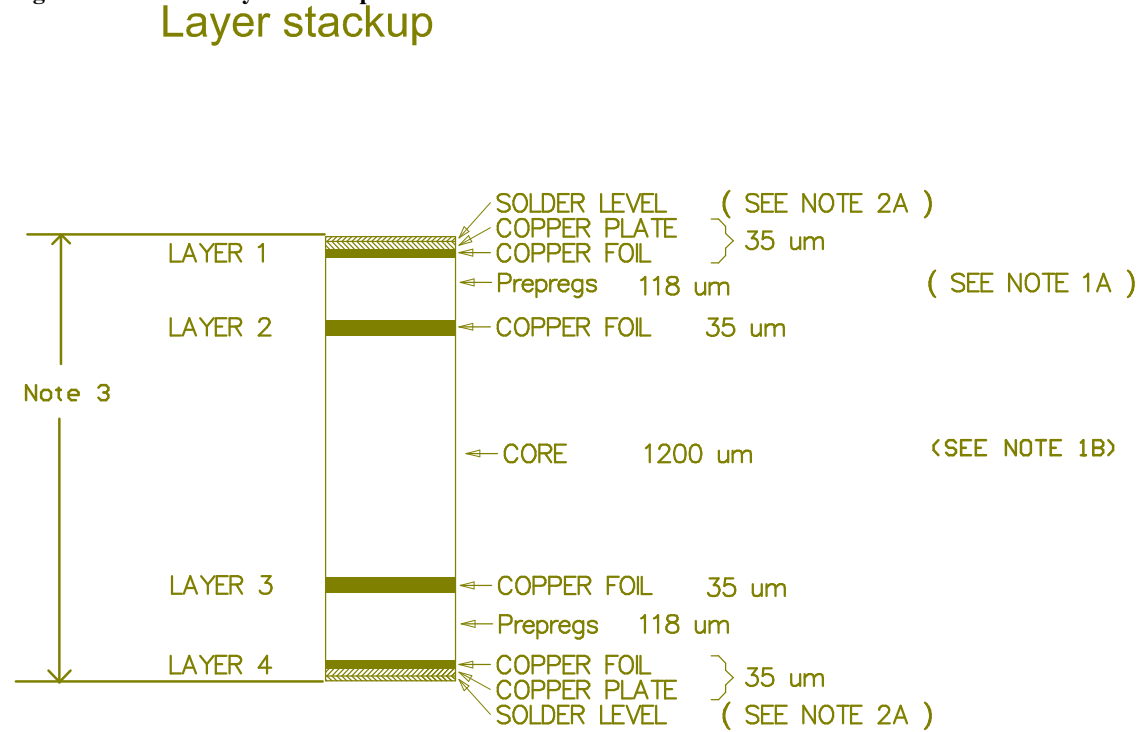 Layer stackup
SOLDER LEVEL ( SEE NOTE 2A )
COPPER PLATE
35 um
LAYER 1
COPPER FOIL
Prepregs 118 um ( SEE NOTE 1A )
LAYER 2 COPPER FOIL 35 um
Note 3
CORE 1200 um (SEE NOTE 1B)
LAYER 3 COPPER FOIL 35 um
Prepregs 118 um
LAYER 4 COPPER FOIL
35 um
COPPER PLATE
SOLDER LEVEL ( SEE NOTE 2A )